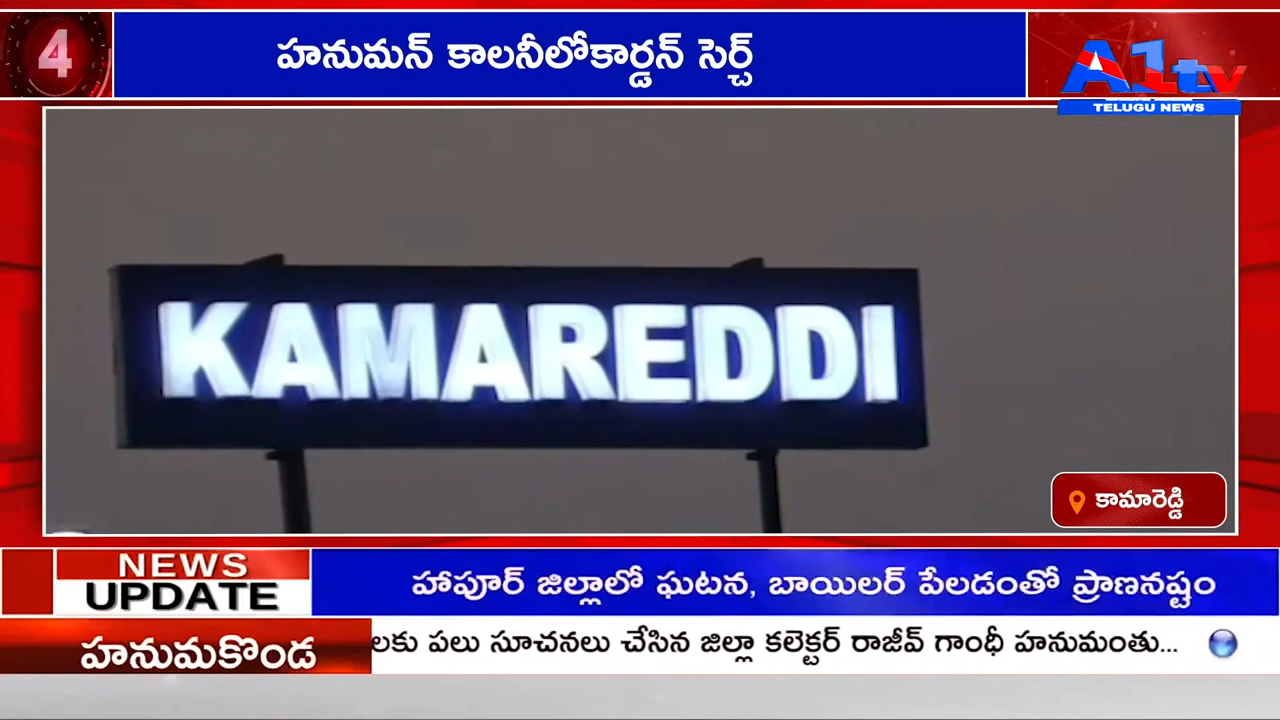 4
హనుమన్ కాలనీలోకార్డన్ సెర్చ్
A1tv
TELUGU NEWS
KAMAREDDI
కామారెడ్డి
NEWS
UPDATE
హాపూర్ జిల్లాలో ఘటన, బాయిలర్ పేలడంతో ప్రాణనష్టం
హనుమకొండ
లకు పలు సూచనలు చేసిన జిల్లా కలెక్టర్ రాజీవ్ గాంధీ హనుమంతు...